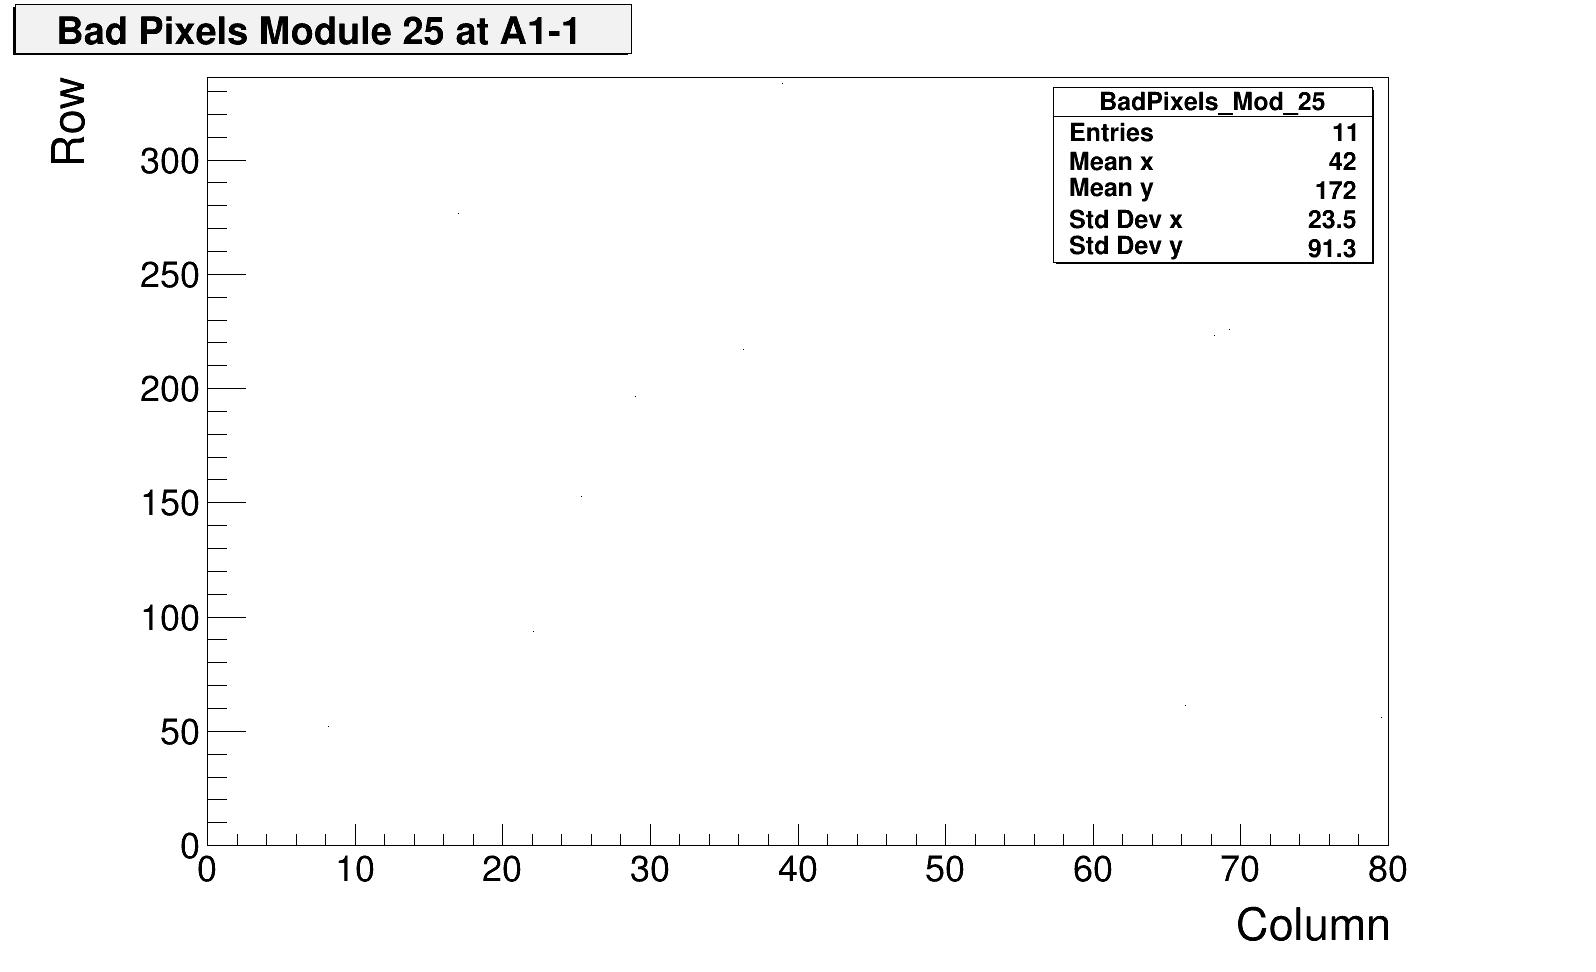 Bad Pixels Module 25 at A1-1
Row
BadPixels_Mod_25
Entries 11
Mean x 42
Mean y 172
Std Dev x 23.5
Std Dev y 91.3
300
250
200
150
100
50
0
0 10 20 30 40 50 60 70 80
Column